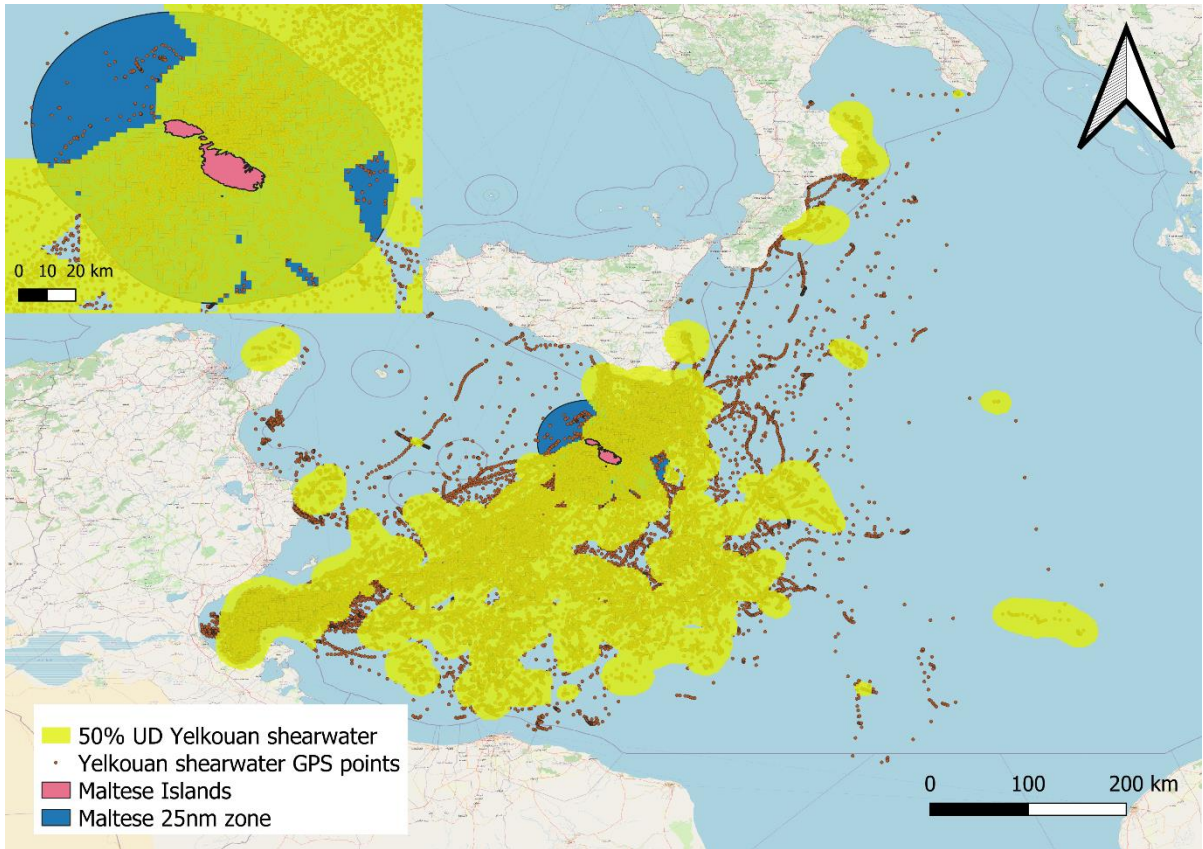 0 10 20 km
50% UD Yelkouan shearwater
Yelkouan shearwater GPS points
Maltese Islands
Maltese 25nm zone
0 100 200 km